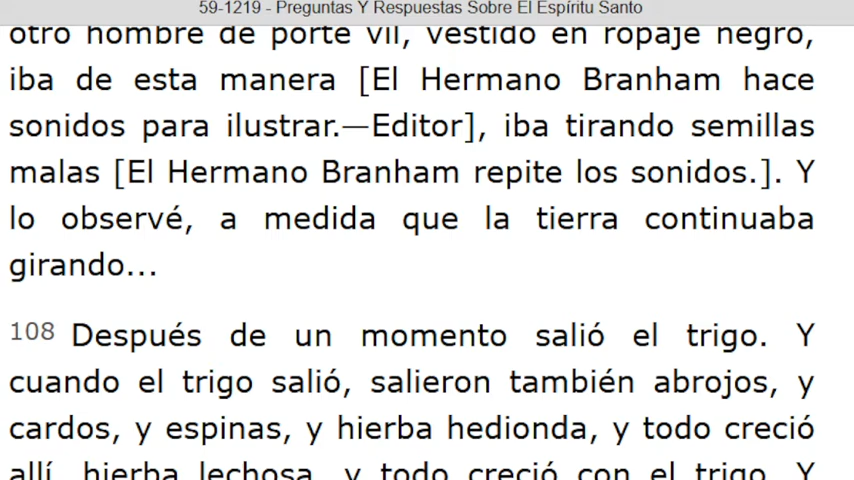 59-1219 - Preguntas Y Respuestas Sobre El Espíritu Santo
otro hombre de porte vil, vestido en ropaje negro,
iba de esta manera [El Hermano Branham hace
sonidos para ilustrar.—Editor], iba tirando semillas
malas [El Hermano Branham repite los sonidos.]. Y
lo observé, a medida que la tierra continuaba
girando...
108 Después de un momento salió el trigo. Y
cuando el trigo salió, salieron también abrojos, y
cardos, y espinas, y hierba hedionda, y todo creció
allí, hierba lechosa, y todo creció con el trigo. Y